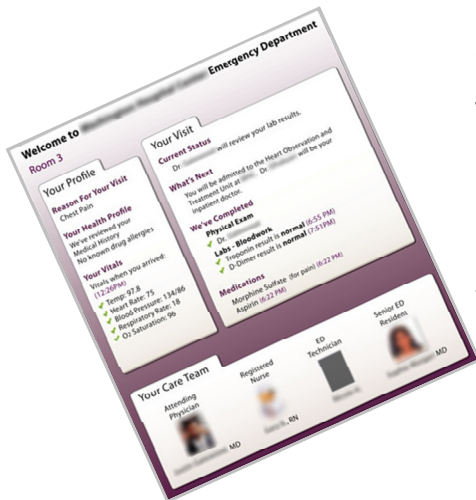 Welcome to Emergency Department
Room 3
Your Profile
Reason For Your Visit
Chest Pain
Your Health Profile
We've reviewed your
Medical History
No known drug allergies
Your Vitals
Vitals when you arrived:
(12:26PM)
Temp: 97.8
Heart Rate: 75
Blood Pressure: 134/86
Respiratory Rate: 18
O2 Saturation: 96
Your Visit
Current Status
Dr. will review your lab results.
What's Next
You will be admitted to the Heart Observation and
Treatment Unit at Dr. will be your
inpatient doctor.
We've Completed
Physical Exam
Dr.
Labs - Bloodwork
Troponin result is normal (6:55 PM)
D-Dimer result is normal (7:51PM)
Medications
Morphine Sulfate (for pain) (6:22 PM)
Aspirin (6:22 PM)
Your Care Team
Attending
Physician
MD
Registered
Nurse
, RN
ED
Technician
Senior ED
Resident
MD